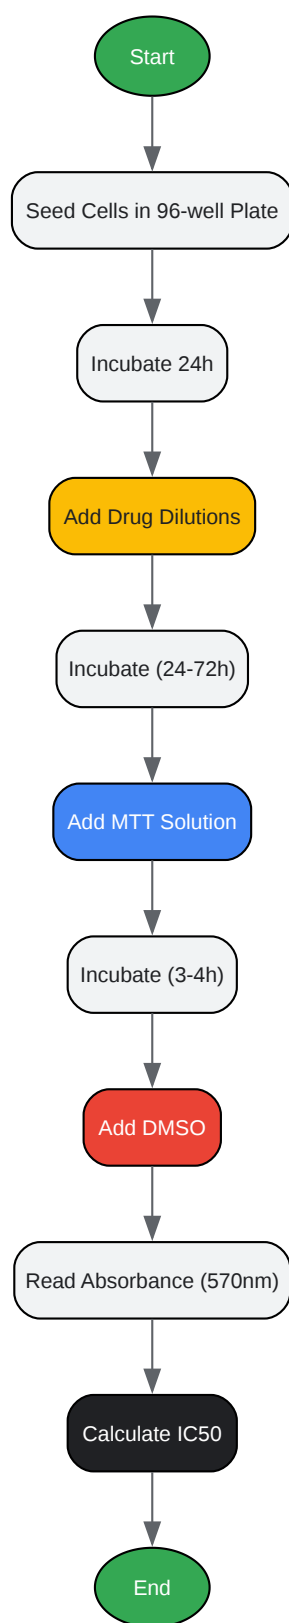 Start
Seed Cells in 96-well Plate
Incubate 24h
Add Drug Dilutions
Incubate (24-72h)
Add MTT Solution
Incubate (3-4h)
Add DMSO
Read Absorbance (570nm)
Calculate IC50
End